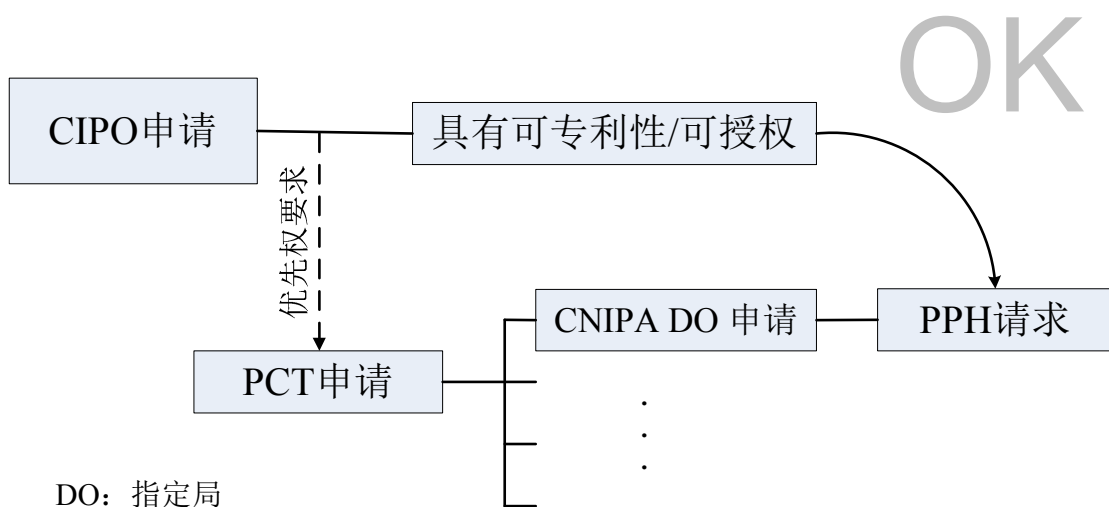 OK
CIPO申请
具有可专利性/可授权
优先权要求
CNIPA DO 申请
PPH请求
PCT申请
DO：指定局